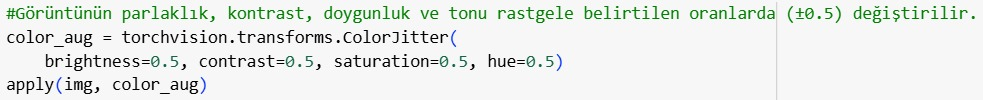 #Görüntünün parlaklık, kontrast, doygunluk ve tonu rastgele belirtilen oranlarda (±0.5) değiştirilir.
color_aug = torchvision.transforms.ColorJitter(
    brightness=0.5, contrast=0.5, saturation=0.5, hue=0.5)
apply(img, color_aug)